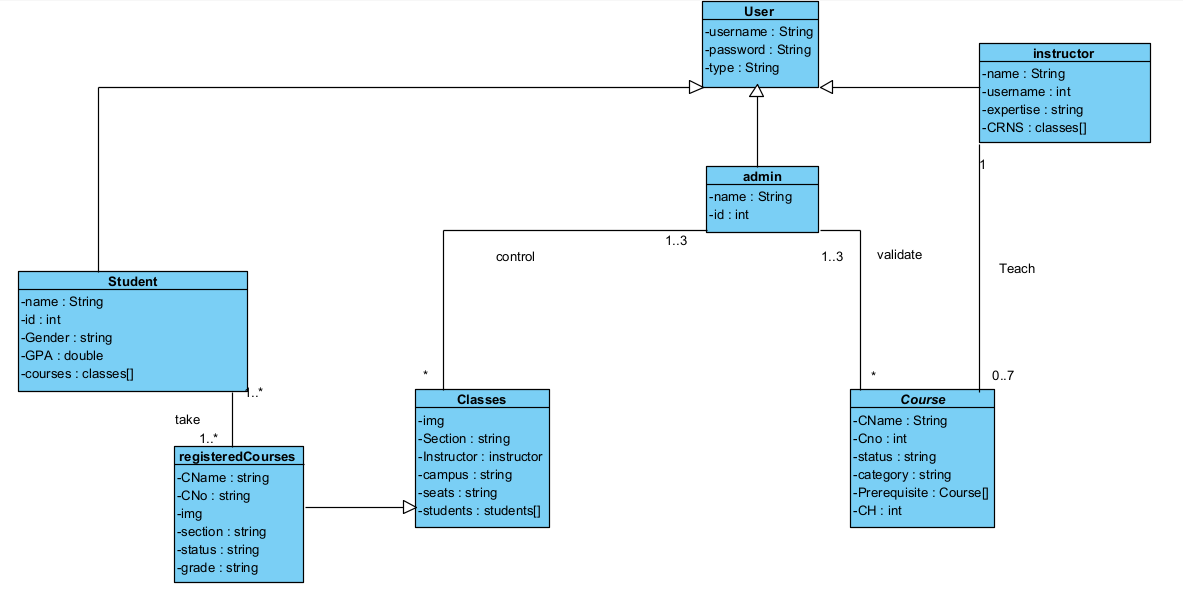 User
-username : String
-password : String
-type : String
instructor
-name : String
-username : int
-expertise : string
-CRNS : classes[]
1
admin
-name : String
-id : int
1..3
control
1..3
validate
Teach
Student
-name : String
-id : int
-Gender : string
-GPA : double
-courses : classes[]
1..*
take
1..*
*
*
0..7
Classes
-img
-Section : string
-Instructor : instructor
-campus : string
-seats : string
-students : students[]
Course
-CName : String
-Cno : int
-status : string
-category : string
-Prerequisite : Course[]
-CH : int
registeredCourses
-CName : string
-CNo : string
-img
-section : string
-status : string
-grade : string